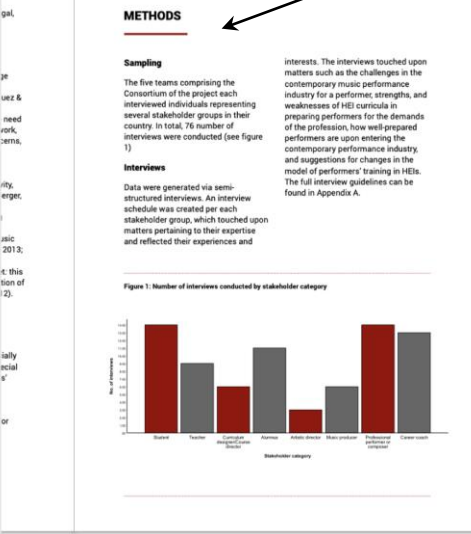 gal,
ge
uez &
need
work,
cerns,
vity,
erger,
usic
2013;
et: this
tion of
12).
ially
ecial
s'
or
METHODS
Sampling
The five teams comprising the
Consortium of the project each
interviewed individuals representing
several stakeholder groups in their
country. In total, 76 number of
interviews were conducted (see figure
1)
Interviews
Data were generated via semi-
structured interviews. An interview
schedule was created per each
stakeholder group, which touched upon
matters pertaining to their expertise
and reflected their experiences and
interests. The interviews touched upon
matters such as the challenges in the
contemporary music performance
industry for a performer, strengths, and
weaknesses of HEI curricula in
preparing performers for the demands
of the profession, how well-prepared
performers are upon entering the
contemporary performance industry,
and suggestions for changes in the
model of performers' training in HEIs.
The full interview guidelines can be
found in Appendix A.
Figure 1: Number of interviews conducted by stakeholder category
No. of interviews
Student
Teacher
Curriculum
designer/Course
director
Alumnus
Artistic director
Music producer
Professional
performer or
composer
Career coach
Stakeholder category